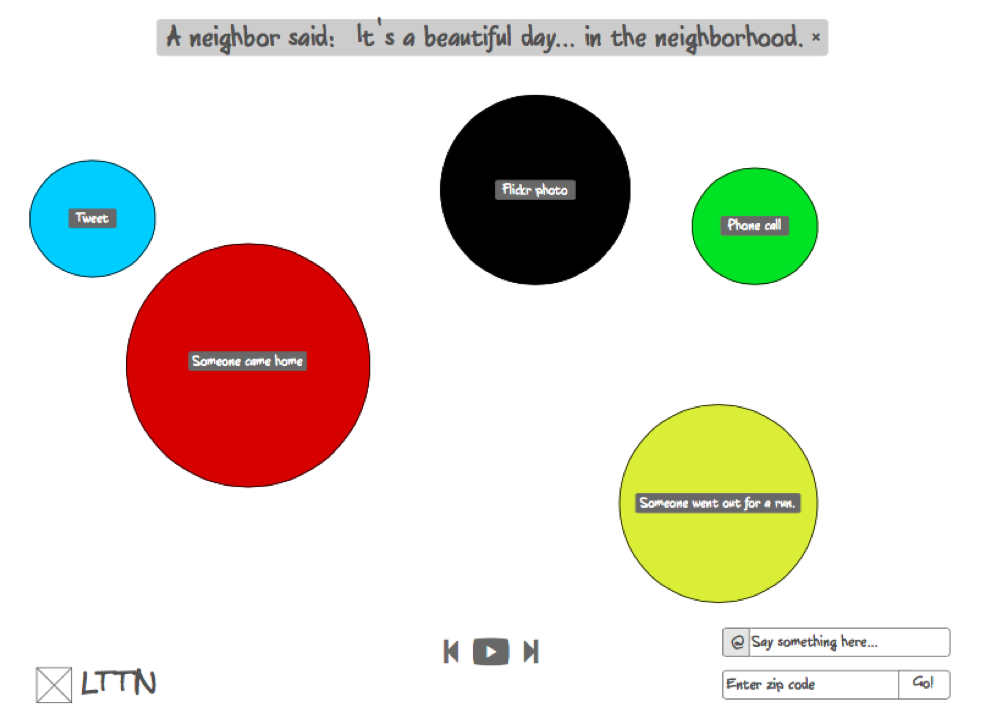 A neighbor said: It's a beautiful day... in the neighborhood. ×
Flickr photo
Tweet
Phone call
Someone came home
Someone went out for a run.
@ Say something here...
LTTN
Enter zip code Go!